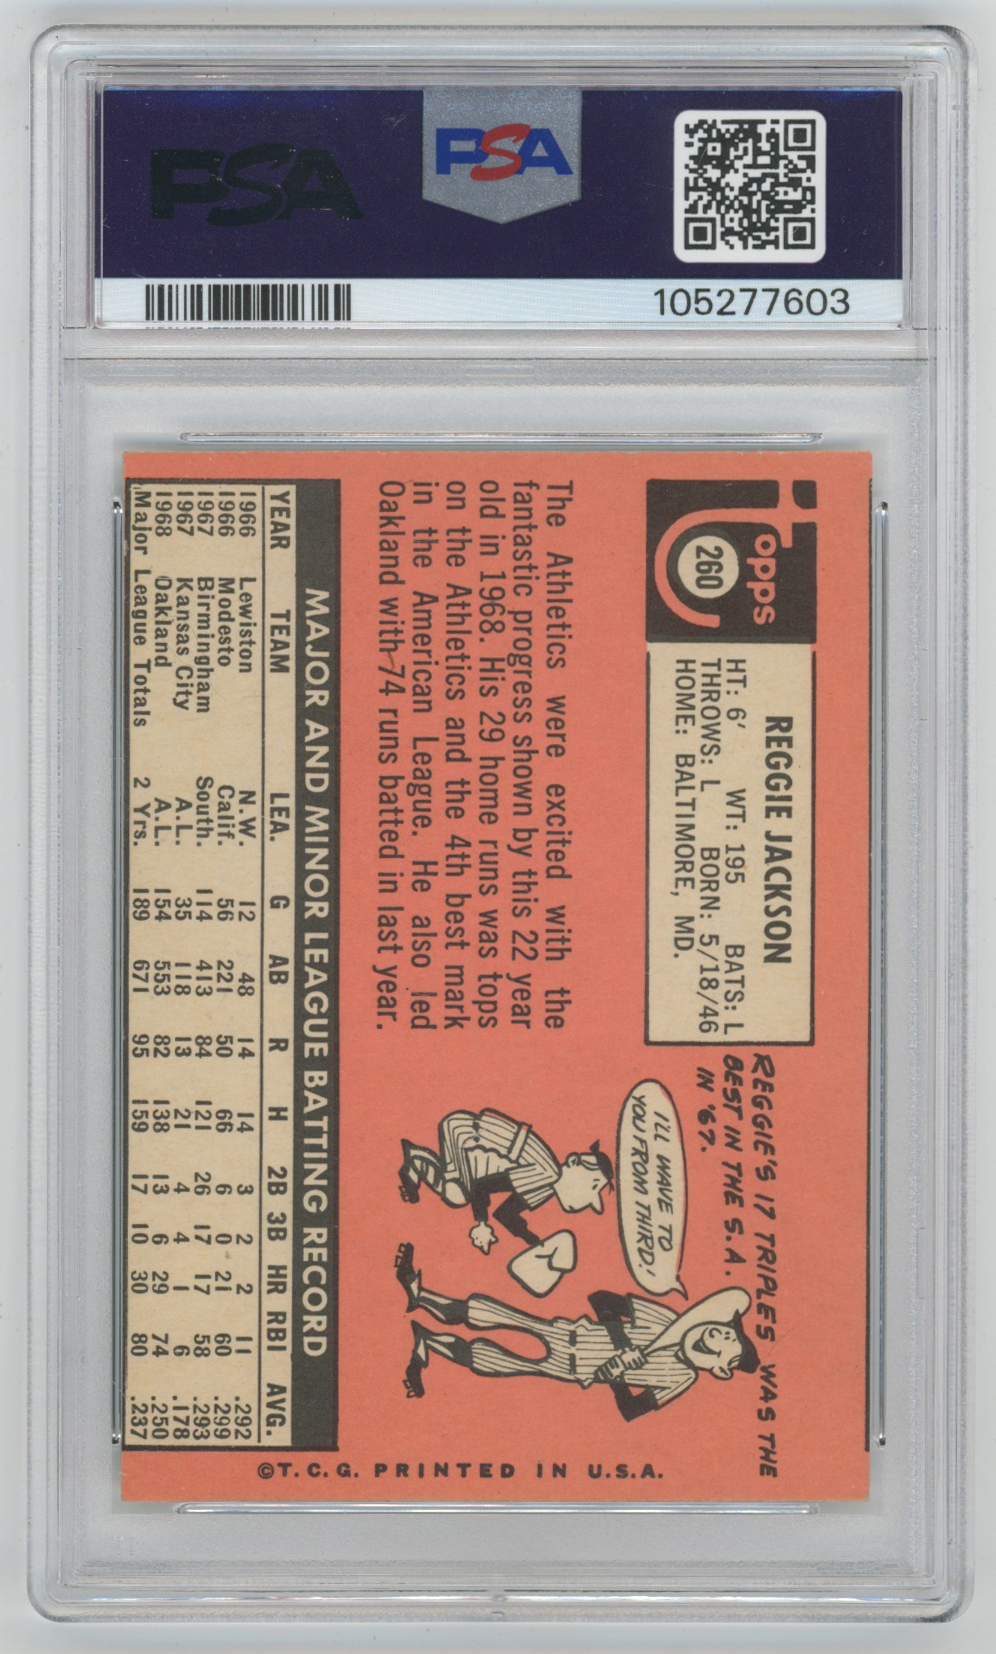 PSA
PSA
105277603
Topps
260
REGGIE JACKSON
HT: 6' WT: 195 BATS: L
THROWS: L BORN: 5/18/46
HOME: BALTIMORE, MD.
REGGIE'S 17 TRIPLES WAS THE
BEST IN THE S.A.
IN '67.
I'LL WAVE TO
YOU FROM THIRD!
The Athletics were excited with the
fantastic progress shown by this 22 year
old in 1968. His 29 home runs was tops
on the Athletics and the 4th best mark
in the American League. He also led
Oakland with 74 runs batted in last year.
MAJOR AND MINOR LEAGUE BATTING RECORD
YEAR TEAM LEA. G AB R H 2B 3B HR RBI AVG.
1966 Lewiston N.W. 12 48 14 14 3 2 2 11 .292
1966 Modesto Calif. 56 221 50 66 6 0 21 60 .299
1967 Birmingham South. 114 413 84 121 26 17 17 58 .293
1967 Kansas City A.L. 35 118 13 21 4 4 1 6 .178
1968 Oakland A.L. 154 553 82 138 13 6 29 74 .250
Major League Totals 2 Yrs. 189 671 95 159 17 10 30 80 .237
©T.C.G. PRINTED IN U.S.A.